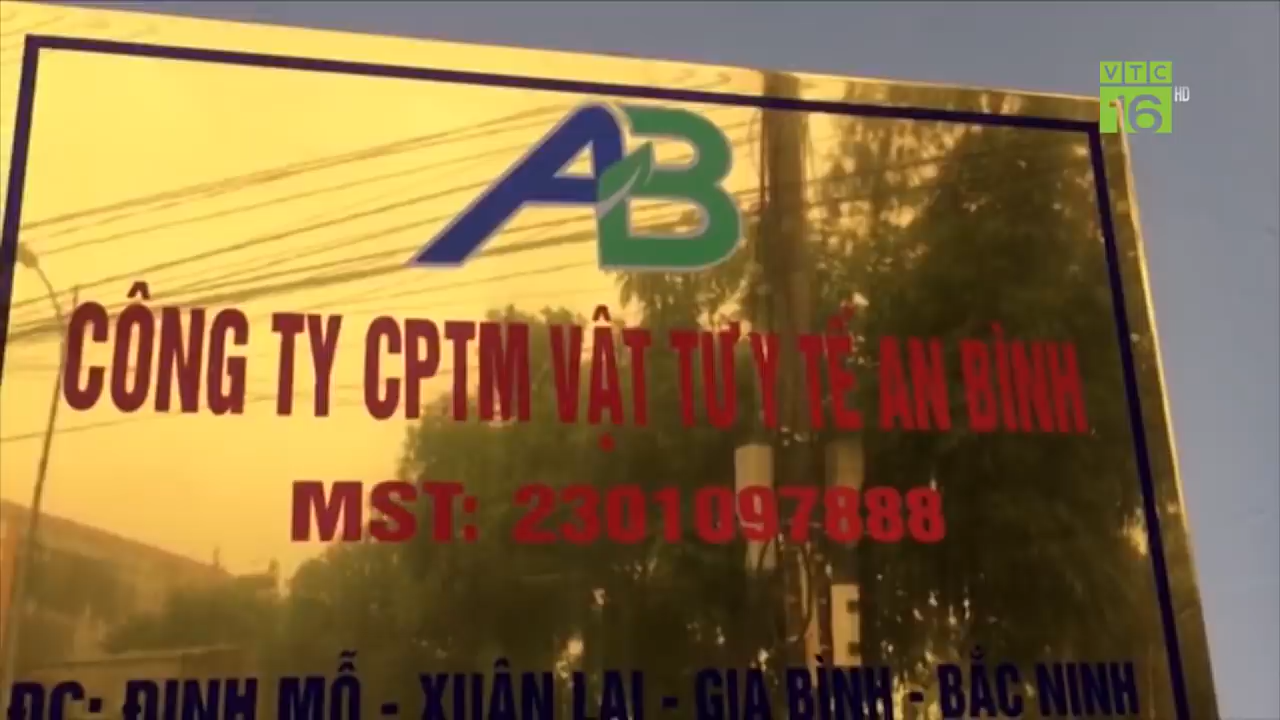 VTC
16 HD
AB
CÔNG TY CPTM VẬT TƯ Y TẾ AN BÌNH
MST: 2301097888
ĐC: ĐỊNH MỖ - XUÂN LAI - GIA BÌNH - BẮC NINH